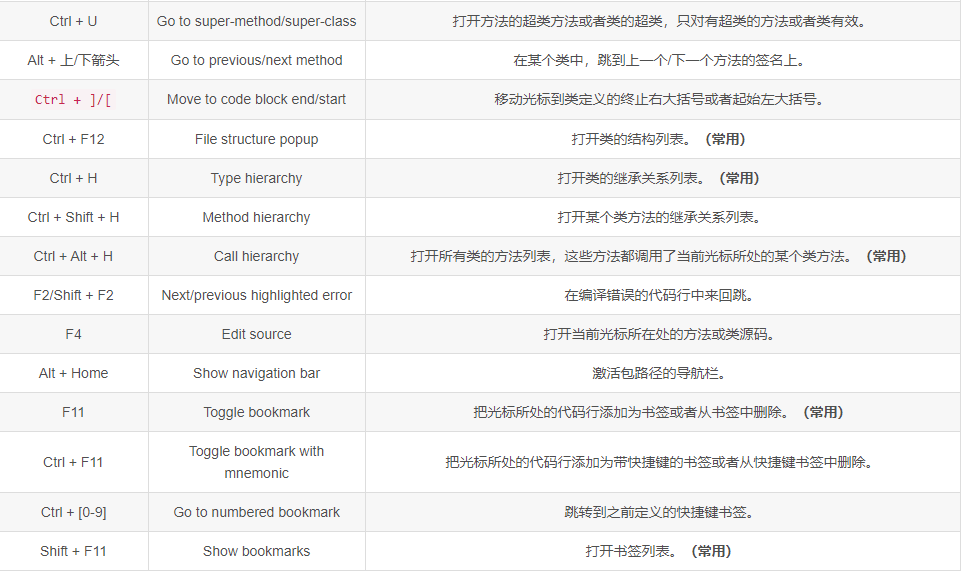 Ctrl + U Go to super-method/super-class 打开方法的超类方法或者类的超类，只对有超类的方法或者类有效。
Alt + 上/下箭头 Go to previous/next method 在某个类中，跳到上一个/下一个方法的签名上。
Ctrl + ]/[ Move to code block end/start 移动光标到类定义的终止右大括号或者起始左大括号。
Ctrl + F12 File structure popup 打开类的结构列表。（常用）
Ctrl + H Type hierarchy 打开类的继承关系列表。（常用）
Ctrl + Shift + H Method hierarchy 打开某个类方法的继承关系列表。
Ctrl + Alt + H Call hierarchy 打开所有类的方法列表，这些方法都调用了当前光标所处的某个类方法。（常用）
F2/Shift + F2 Next/previous highlighted error 在编译错误的代码行中来回跳。
F4 Edit source 打开当前光标所在处的方法或类源码。
Alt + Home Show navigation bar 激活包路径的导航栏。
F11 Toggle bookmark 把光标所处的代码行添加为书签或者从书签中删除。（常用）
Ctrl + F11 Toggle bookmark with
mnemonic 把光标所处的代码行添加为带快捷键的书签或者从快捷键书签中删除。
Ctrl + [0-9] Go to numbered bookmark 跳转到之前定义的快捷键书签。
Shift + F11 Show bookmarks 打开书签列表。（常用）